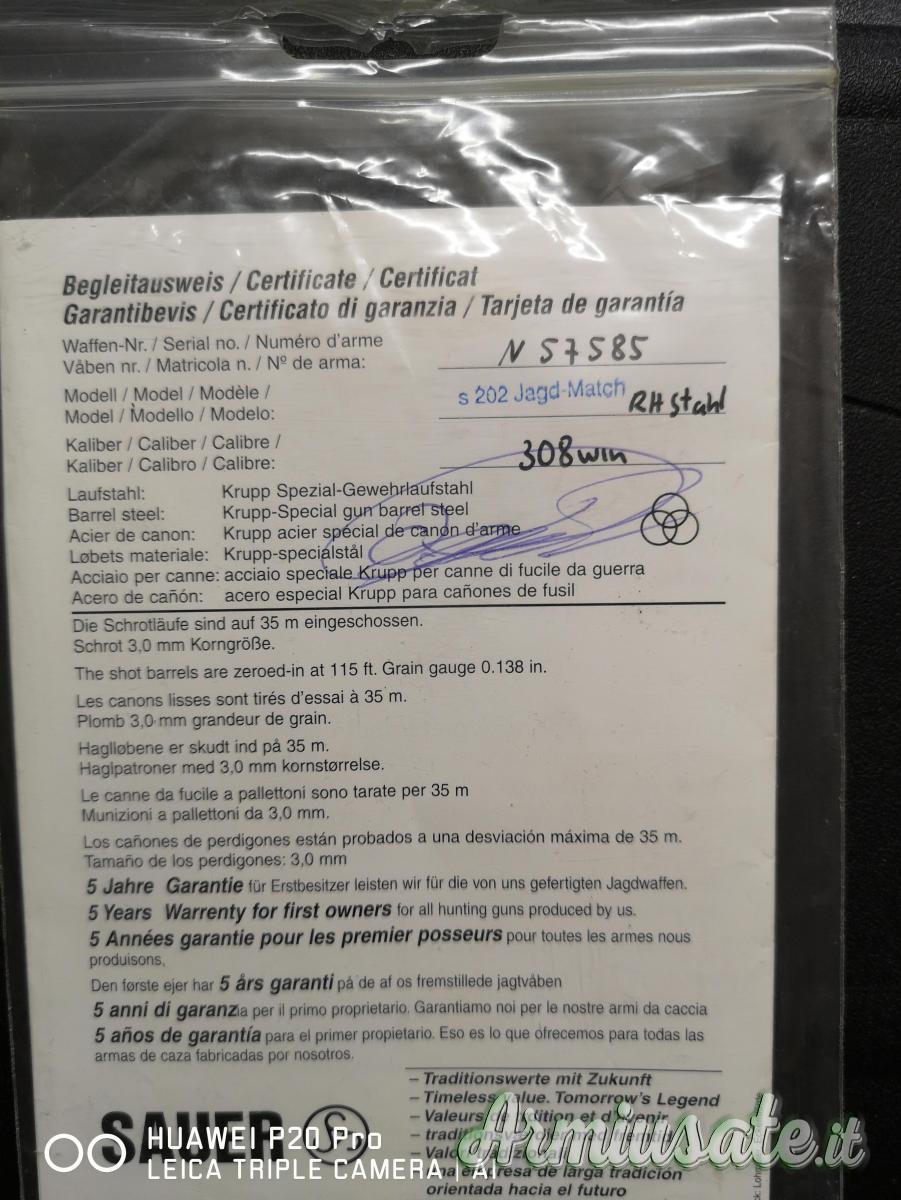 Begleitausweis / Certificate / Certificat
Garantibevis / Certificato di garanzia / Tarjeta de garantía
Waffen-Nr. / Serial no. / Numéro d'arme
Våben nr. / Matricola n. / Nº de arma:
N 57585
Modell / Model / Modèle /
Model / Modello / Modelo:
s 202 Jagd-Match RH Stahl
Kaliber / Caliber / Calibre /
Kaliber / Calibro / Calibre:
308 win
Laufstahl: Krupp Spezial-Gewehrlaufstahl
Barrel steel: Krupp-Special gun barrel steel
Acier de canon: Krupp acier spécial de canon d'arme
Løbets materiale: Krupp-specialstål
Acciaio per canne: acciaio speciale Krupp per canne di fucile da guerra
Acero de cañón: acero especial Krupp para cañones de fusil
Die Schrotläufe sind auf 35 m eingeschossen.
Schrot 3,0 mm Korngröße.
The shot barrels are zeroed-in at 115 ft. Grain gauge 0.138 in.
Les canons lisses sont tirés d'essai à 35 m.
Plomb 3,0 mm grandeur de grain.
Haglløbene er skudt ind på 35 m.
Haglpatroner med 3,0 mm kornstørrelse.
Le canne da fucile a pallettoni sono tarate per 35 m
Munizioni a pallettoni da 3,0 mm.
Los cañones de perdigones están probados a una desviación máxima de 35 m.
Tamaño de los perdigones: 3,0 mm
5 Jahre Garantie für Erstbesitzer leisten wir für die von uns gefertigten Jagdwaffen.
5 Years Warrenty for first owners for all hunting guns produced by us.
5 Années garantie pour les premier posseurs pour toutes les armes nous
produisons.
Den første ejer har 5 års garanti på de af os fremstillede jagtvåben
5 anni di garanzia per il primo proprietario. Garantiamo noi per le nostre armi da caccia
5 años de garantía para el primer propietario. Eso es lo que ofrecemos para todas las
armas de caza fabricadas por nosotros.
SAUER S
– Traditionswerte mit Zukunft
– Timeless value. Tomorrow's Legend
– Valeurs de tradition et d'avenir
– Valori tradizionali
empresa de larga tradición
orientada hacia el futuro
HUAWEI P20 Pro
LEICA TRIPLE CAMERA | AI
Armiusate.it